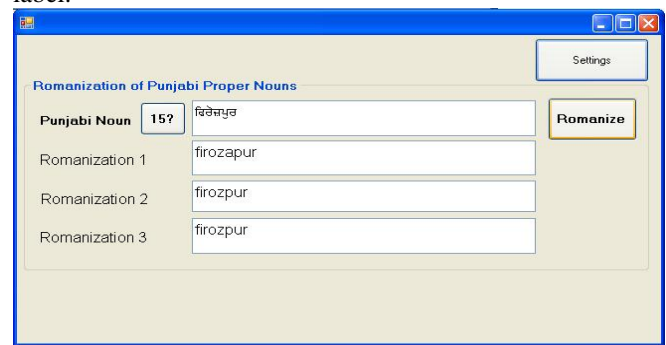 label.
Settings
Romanization of Punjabi Proper Nouns
Punjabi Noun 15? ਫਿਰੋਜ਼ਪੁਰ Romanize
Romanization 1 firozapur
Romanization 2 firozpur
Romanization 3 firozpur